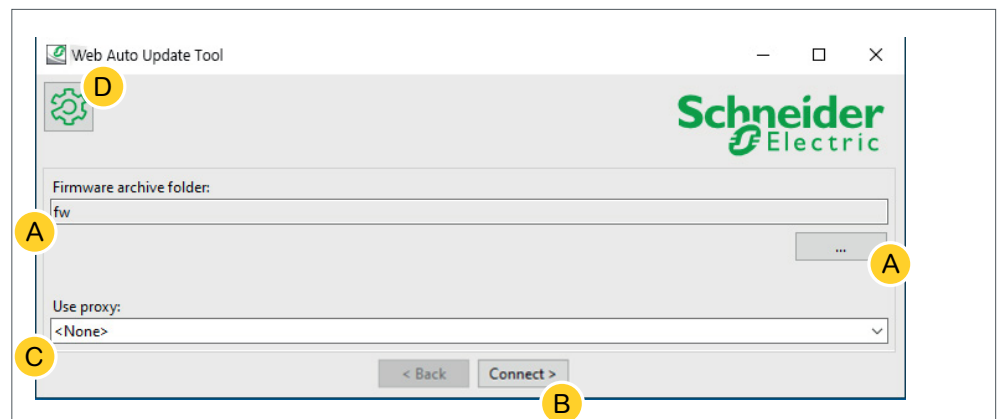 Web Auto Update Tool
D
Schneider
Electric
Firmware archive folder:
fw
A
...
A
Use proxy:
<None>
C
< Back
Connect >
B